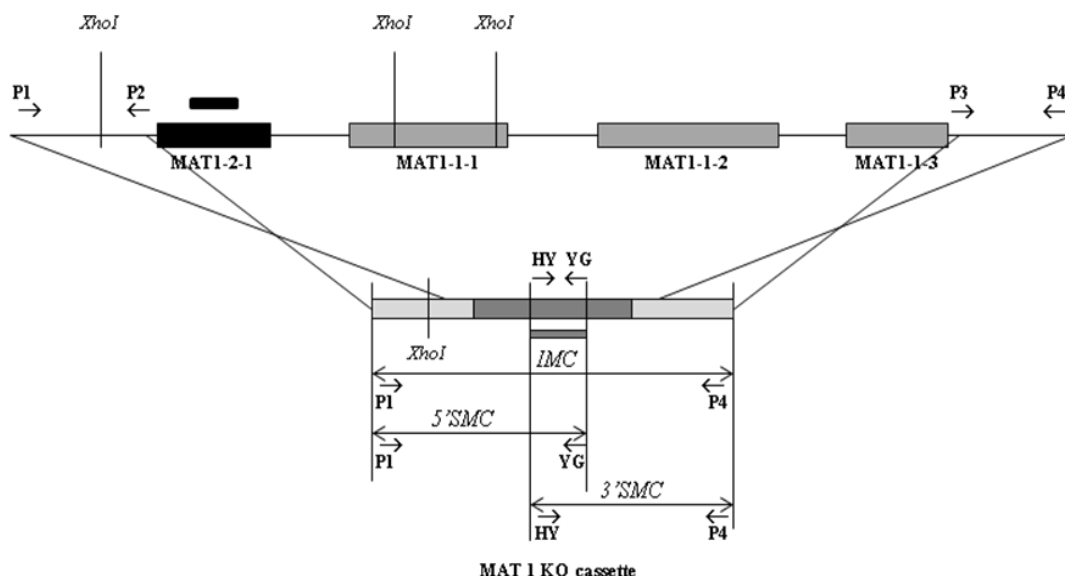 XhoI XhoI XhoI
P1 P2 P3 P4
MAT1-2-1 MAT1-1-1 MAT1-1-2 MAT1-1-3
HY YG
XhoI
IMC
P1 P4
5'SMC
P1 YG
3'SMC
HY P4
MAT 1 KO cassette